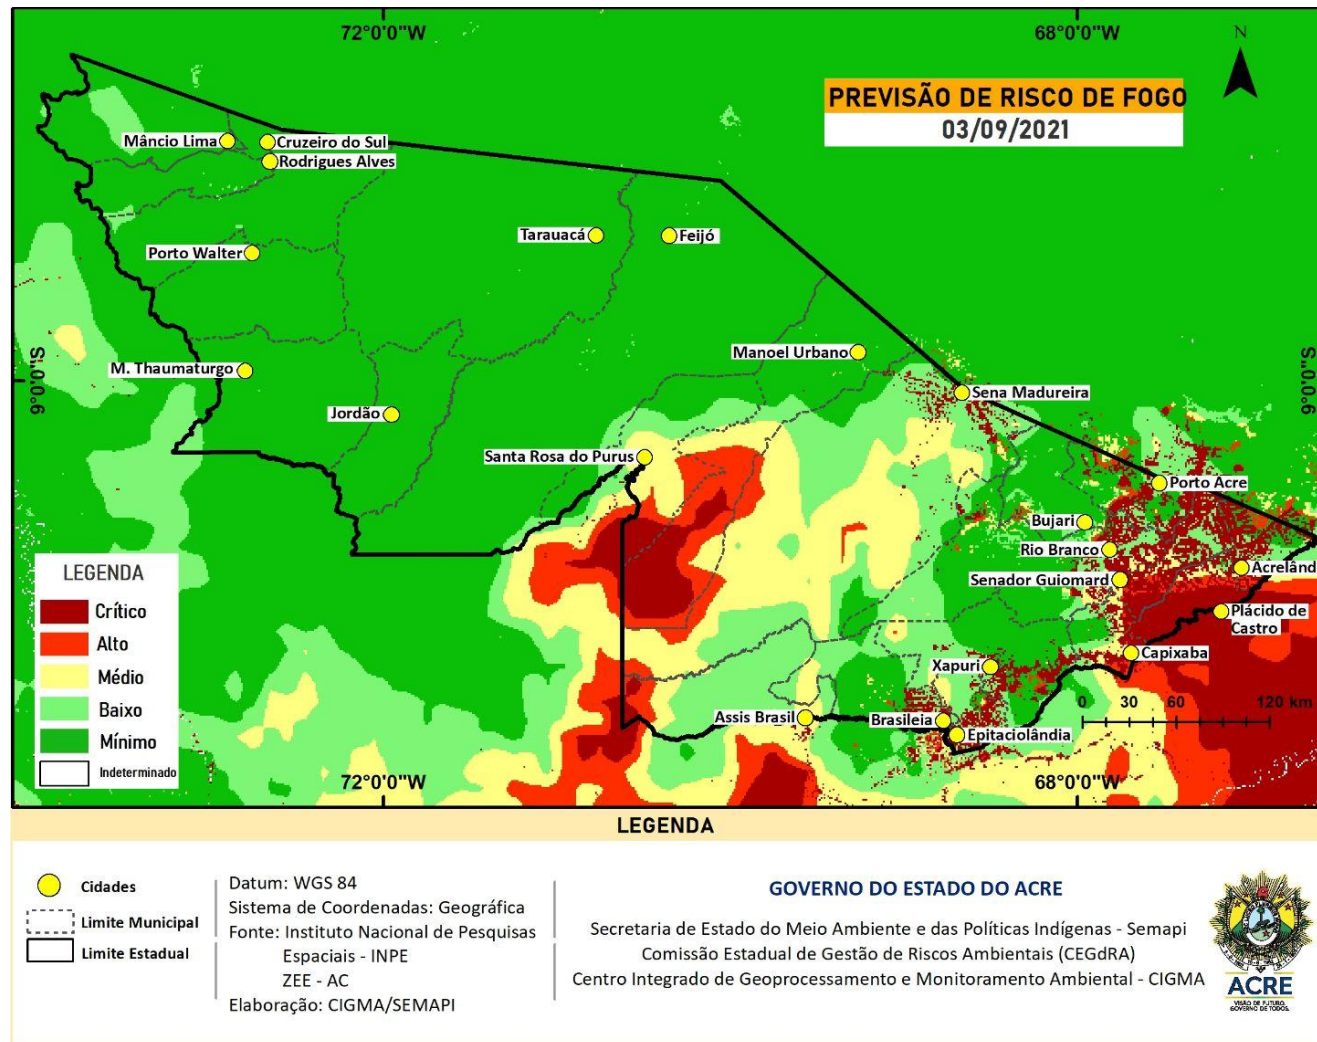 72°0'0"W
68°0'0"W
N
PREVISÃO DE RISCO DE FOGO
03/09/2021
Mâncio Lima
Cruzeiro do Sul
Rodrigues Alves
Tarauacá
Feijó
Porto Walter
Manoel Urbano
9°0'0"S
9°0'0"S
M. Thaumaturgo
Sena Madureira
Jordão
Santa Rosa do Purus
Porto Acre
Bujari
Rio Branco
Acrelând
Senador Guiomard
Plácido de
Castro
Capixaba
Xapuri
Assis Brasil
Brasileia
Epitaciolândia
0 30 60 120 km
72°0'0"W
68°0'0"W
LEGENDA
Crítico
Alto
Médio
Baixo
Mínimo
Indeterminado
LEGENDA
Cidades
Limite Municipal
Limite Estadual
Datum: WGS 84
Sistema de Coordenadas: Geográfica
Fonte: Instituto Nacional de Pesquisas
Espaciais - INPE
ZEE - AC
Elaboração: CIGMA/SEMAPI
GOVERNO DO ESTADO DO ACRE
Secretaria de Estado do Meio Ambiente e das Políticas Indígenas - Semapi
Comissão Estadual de Gestão de Riscos Ambientais (CEGdRA)
Centro Integrado de Geoprocessamento e Monitoramento Ambiental - CIGMA
ACRE
VISÃO DE FUTURO.
GOVERNO DE TODOS.